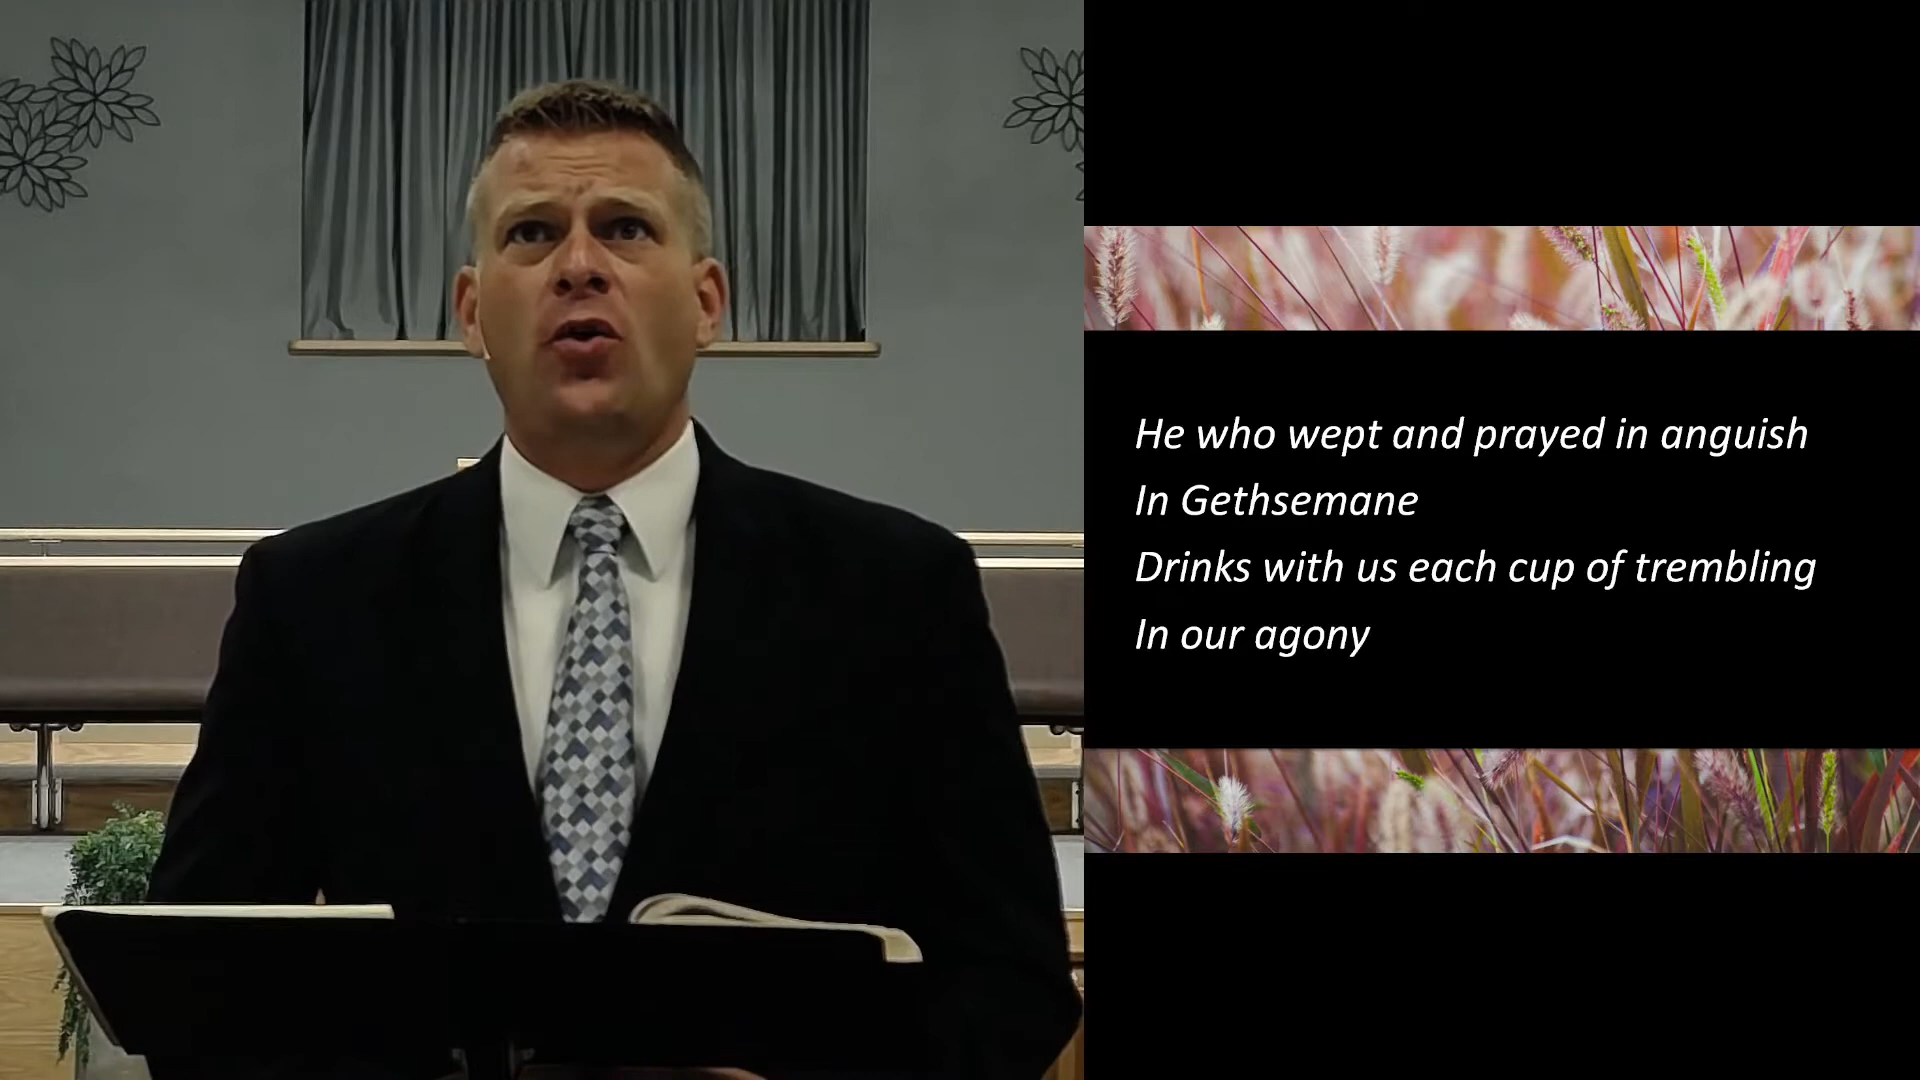 He who wept and prayed in anguish
In Gethsemane
Drinks with us each cup of trembling
In our agony